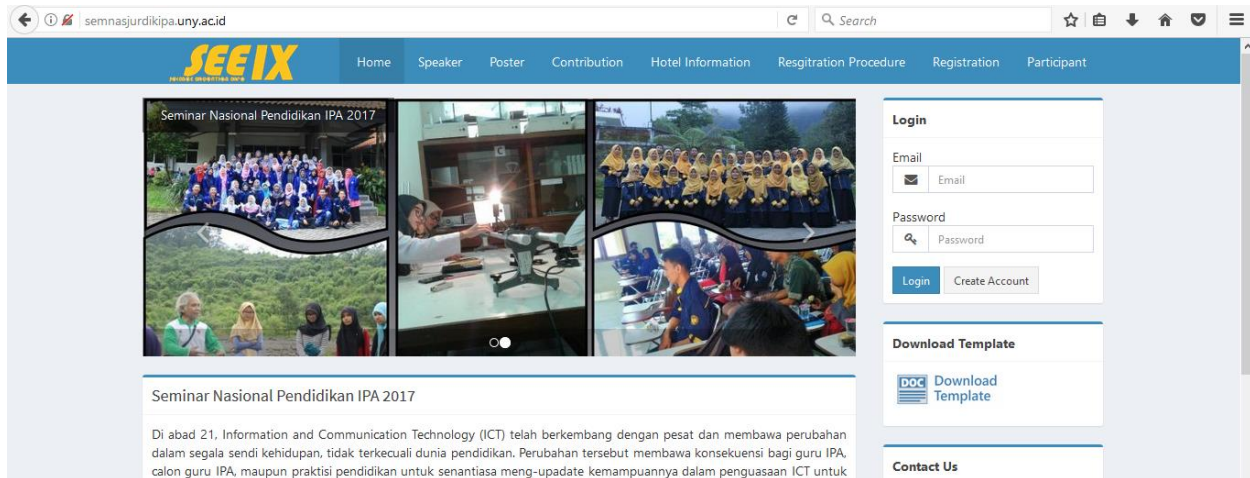 semnasjurdikipa.uny.ac.id
Search
SEEIX
Home Speaker Poster Contribution Hotel Information Resgitration Procedure Registration Participant
Seminar Nasional Pendidikan IPA 2017
Login
Email
Email
Password
Password
Login Create Account
Download Template
DOC Download
Template
Seminar Nasional Pendidikan IPA 2017
Di abad 21, Information and Communication Technology (ICT) telah berkembang dengan pesat dan membawa perubahan
dalam segala sendi kehidupan, tidak terkecuali dunia pendidikan. Perubahan tersebut membawa konsekuensi bagi guru IPA,
calon guru IPA, maupun praktisi pendidikan untuk senantiasa meng-upadate kemampuannya dalam penguasaan ICT untuk
Contact Us